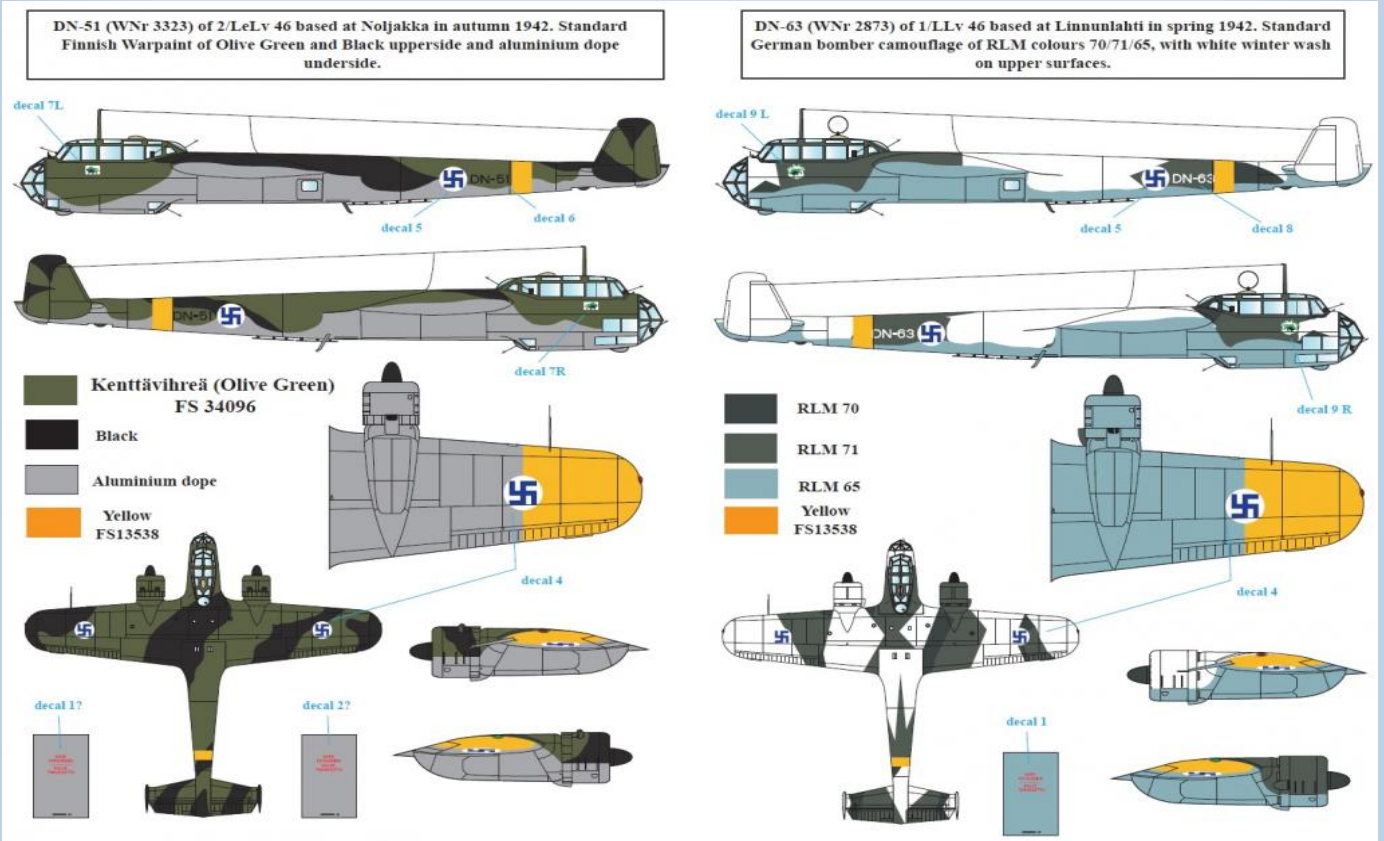 DN-51 (WNr 3323) of 2/LeLv 46 based at Noljakka in autumn 1942. Standard
Finnish Warpaint of Olive Green and Black upperside and aluminium dope
underside.
decal 7L
DN-51
decal 6
decal 5
DN-51
decal 7R
Kenttävihreä (Olive Green)
FS 34096
Black
Aluminium dope
Yellow
FS13538
decal 4
decal 1?
decal 2?
DN-63 (WNr 2873) of 1/LLv 46 based at Linnunlahti in spring 1942. Standard
German bomber camouflage of RLM colours 70/71/65, with white winter wash
on upper surfaces.
decal 9 L
DN-63
decal 5
decal 8
DN-63
decal 9 R
RLM 70
RLM 71
RLM 65
Yellow
FS13538
decal 4
decal 1